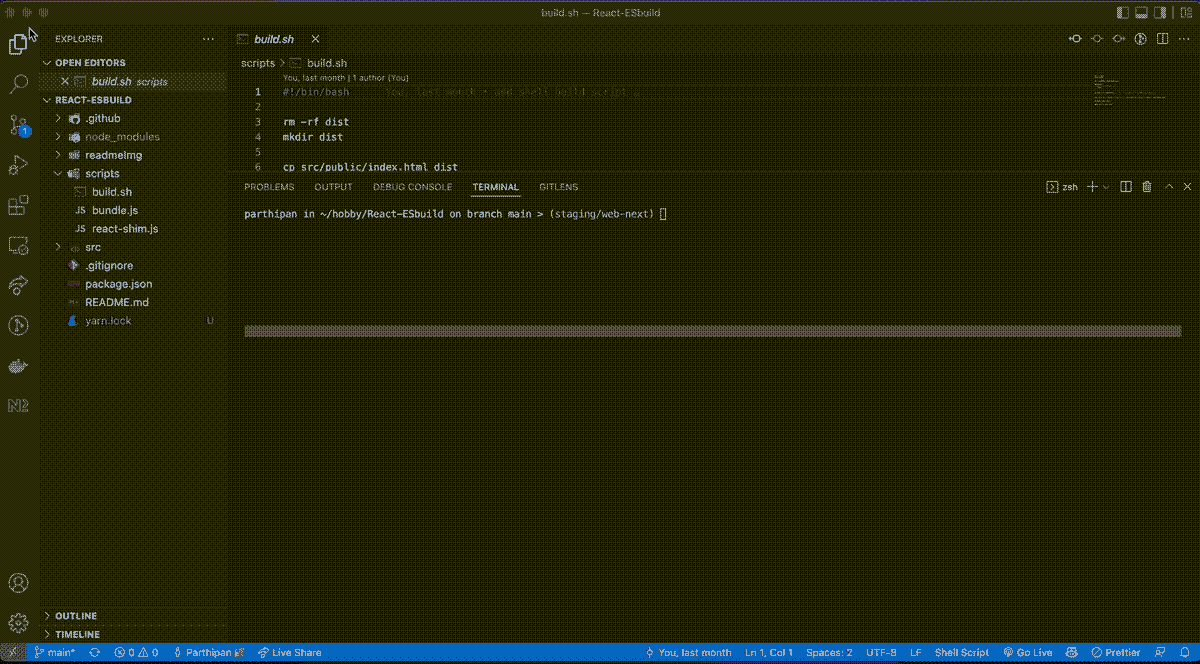 build.sh — React-ESbuild
EXPLORER
OPEN EDITORS
build.sh scripts
REACT-ESBUILD
.github
node_modules
readmeImg
scripts
build.sh
bundle.js
react-shim.js
src
.gitignore
package.json
README.md
yarn.lock U
OUTLINE
TIMELINE
build.sh
scripts > build.sh
You, last month | 1 author (You)
1 #!/bin/bash You, last month • add shell build script …
2
3 rm -rf dist
4 mkdir dist
5
6 cp src/public/index.html dist
PROBLEMS OUTPUT DEBUG CONSOLE TERMINAL GITLENS
zsh
parthipan in ~/hobby/React-ESbuild on branch main > (staging/web-next)
1
JS
JS
main* 0 0 Parthipan Live Share You, last month Ln 1, Col 1 Spaces: 2 UTF-8 LF Shell Script Go Live Prettier